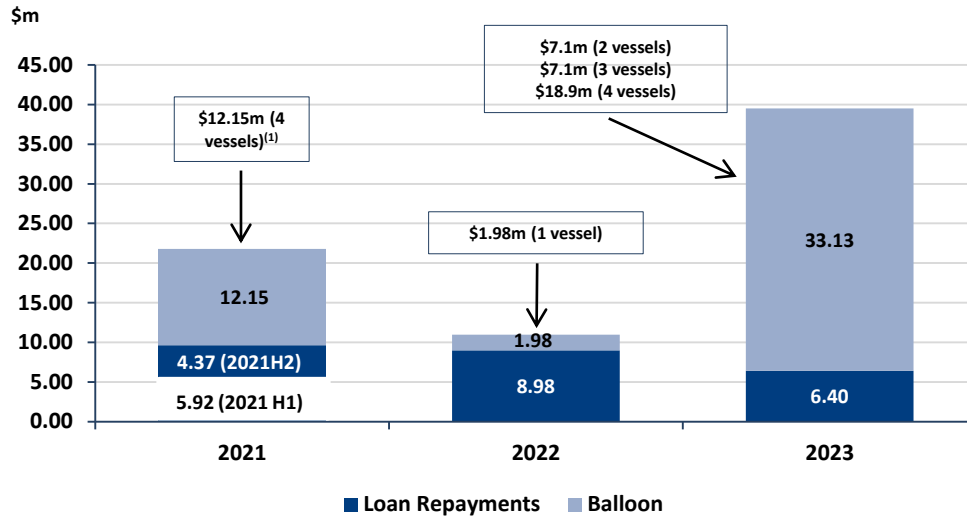 $m
45.00
40.00
35.00
30.00
25.00
20.00
15.00
10.00
5.00
0.00
$12.15m (4
vessels)(1)
12.15
4.37 (2021H2)
5.92 (2021 H1)
$1.98m (1 vessel)
1.98
8.98
$7.1m (2 vessels)
$7.1m (3 vessels)
$18.9m (4 vessels)
33.13
6.40
2021
2022
2023
Loan Repayments
Balloon